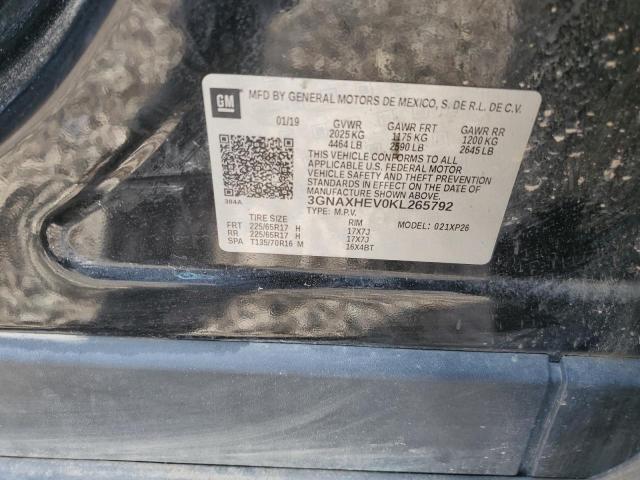 GM
MFD BY GENERAL MOTORS DE MEXICO, S. DE R.L. DE C.V.
01/19 GVWR GAWR FRT GAWR RR
2025 KG 1175 KG 1200 KG
4464 LB 2590 LB 2645 LB
THIS VEHICLE CONFORMS TO ALL
APPLICABLE U.S. FEDERAL MOTOR
VEHICLE SAFETY AND THEFT PREVENTION
STANDARDS IN EFFECT ON THE DATE OF
MANUFACTURE SHOWN ABOVE.
3GNAXHEV0KL265792
394A TYPE: M.P.V. MODEL: 021XP26
TIRE SIZE RIM
FRT 225/65R17 H 17X7J
RR 225/65R17 H 17X7J
SPA T135/70R16 M 16X4BT